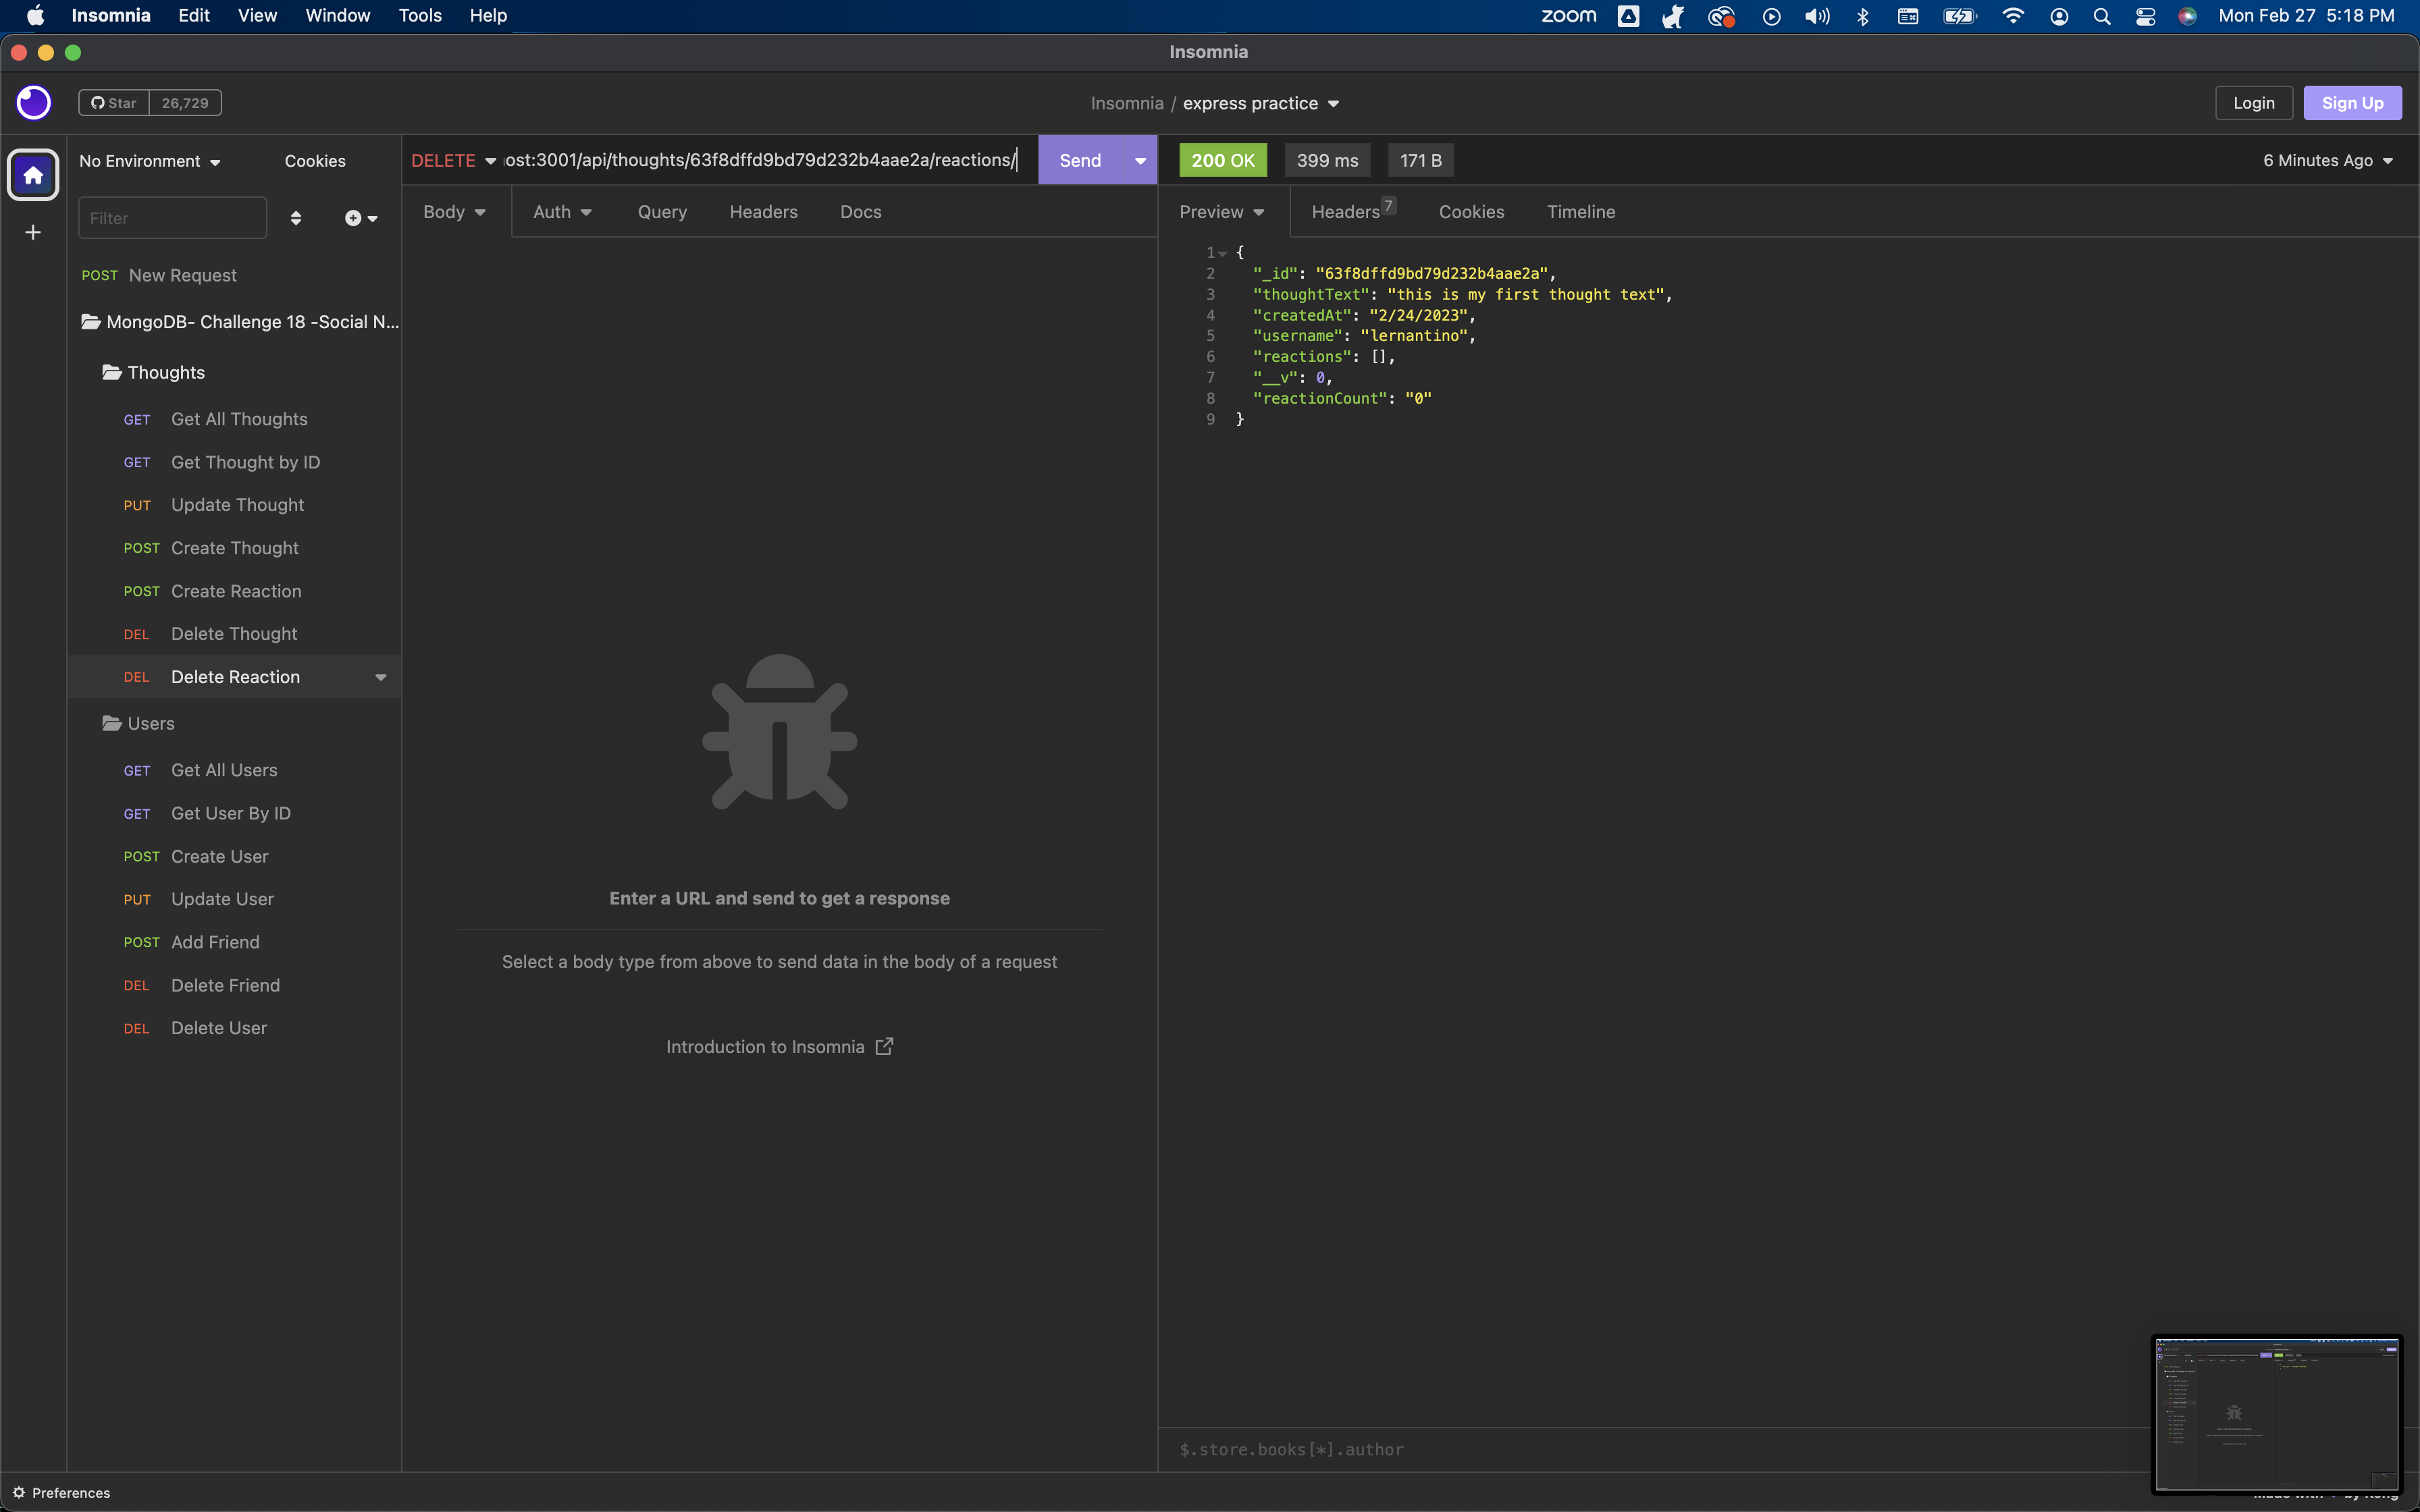 Insomnia Edit View Window Tools Help zoom Mon Feb 27 5:18 PM
Insomnia
Star 26,729 Insomnia / express practice Login Sign Up
No Environment Cookies
DELETE ost:3001/api/thoughts/63f8dffd9bd79d232b4aae2a/reactions/ Send 200 OK 399 ms 171 B 6 Minutes Ago
Filter
Body Auth Query Headers Docs
Preview Headers 7 Cookies Timeline
POST New Request
MongoDB- Challenge 18 -Social N...
Thoughts
GET Get All Thoughts
GET Get Thought by ID
PUT Update Thought
POST Create Thought
POST Create Reaction
DEL Delete Thought
DEL Delete Reaction
Users
GET Get All Users
GET Get User By ID
POST Create User
PUT Update User
POST Add Friend
DEL Delete Friend
DEL Delete User
Enter a URL and send to get a response
Select a body type from above to send data in the body of a request
Introduction to Insomnia
1 {
2 "_id": "63f8dffd9bd79d232b4aae2a",
3 "thoughtText": "this is my first thought text",
4 "createdAt": "2/24/2023",
5 "username": "lernantino",
6 "reactions": [],
7 "__v": 0,
8 "reactionCount": "0"
9 }
$.store.books[*].author
Preferences